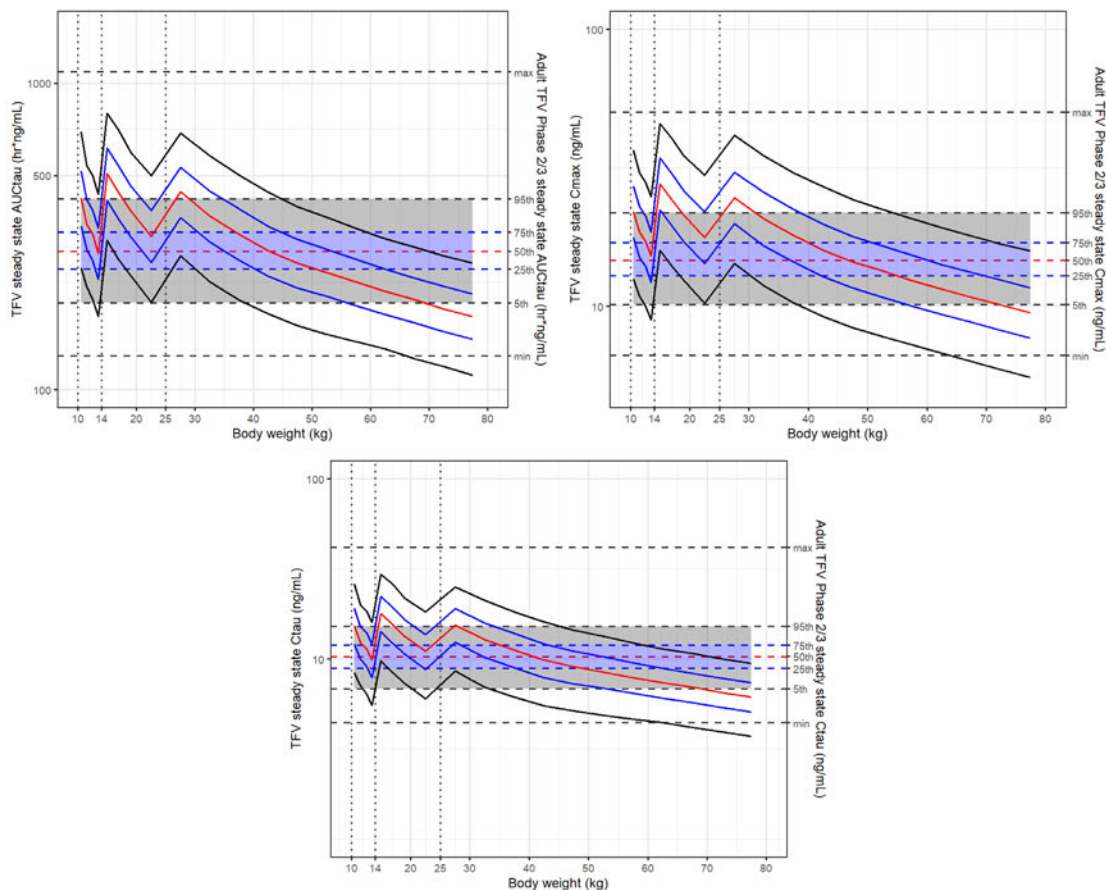 TFV steady state AUCtau (hr*ng/mL)
1000
500
100
max
95th
75th
50th
25th
5th
min
Adult TFV Phase 2/3 steady state AUCtau (hr*ng/mL)
10 14 20 25 30 40 50 60 70 80
Body weight (kg)
TFV steady state Cmax (ng/mL)
100
10
max
95th
75th
50th
25th
5th
min
Adult TFV Phase 2/3 steady state Cmax (ng/mL)
10 14 20 25 30 40 50 60 70 80
Body weight (kg)
TFV steady state Ctau (ng/mL)
100
10
max
95th
75th
50th
25th
5th
min
Adult TFV Phase 2/3 steady state Ctau (ng/mL)
10 14 20 25 30 40 50 60 70 80
Body weight (kg)